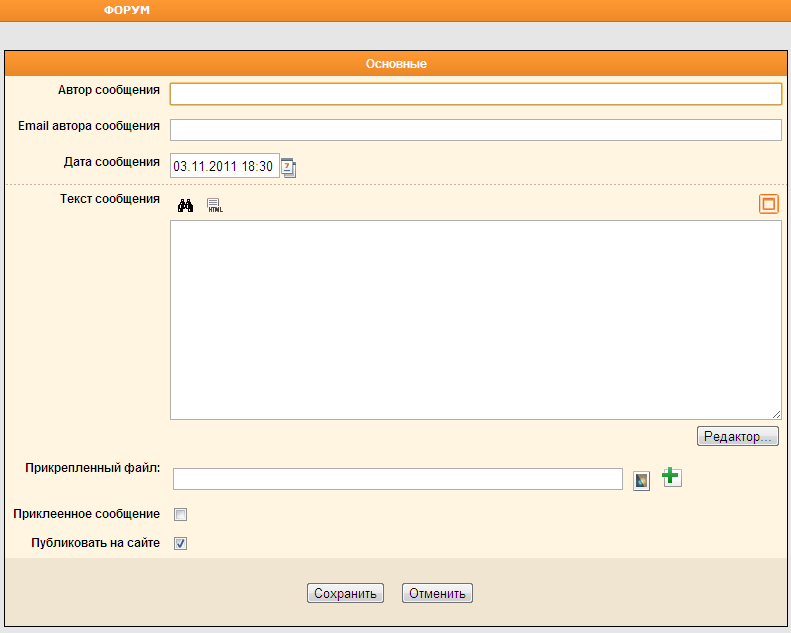 ФОРУМ
Основные
Автор сообщения
Email автора сообщения
Дата сообщения 03.11.2011 18:30
Текст сообщения HTML
Редактор...
Прикрепленный файл:
Приклеенное сообщение
Публиковать на сайте
Сохранить Отменить